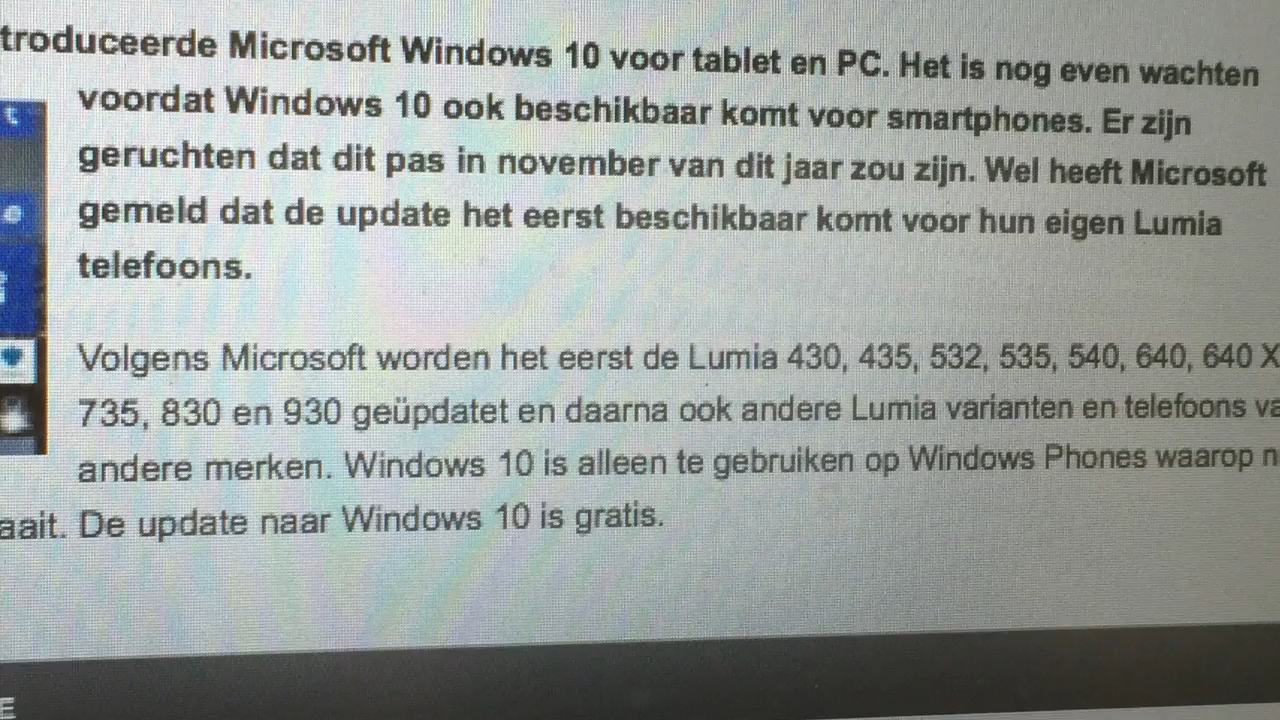 troduceerde Microsoft Windows 10 voor tablet en PC. Het is nog even wachten
voordat Windows 10 ook beschikbaar komt voor smartphones. Er zijn
geruchten dat dit pas in november van dit jaar zou zijn. Wel heeft Microsoft
gemeld dat de update het eerst beschikbaar komt voor hun eigen Lumia
telefoons.
Volgens Microsoft worden het eerst de Lumia 430, 435, 532, 535, 540, 640, 640 X
735, 830 en 930 geüpdatet en daarna ook andere Lumia varianten en telefoons va
andere merken. Windows 10 is alleen te gebruiken op Windows Phones waarop n
aait. De update naar Windows 10 is gratis.
E